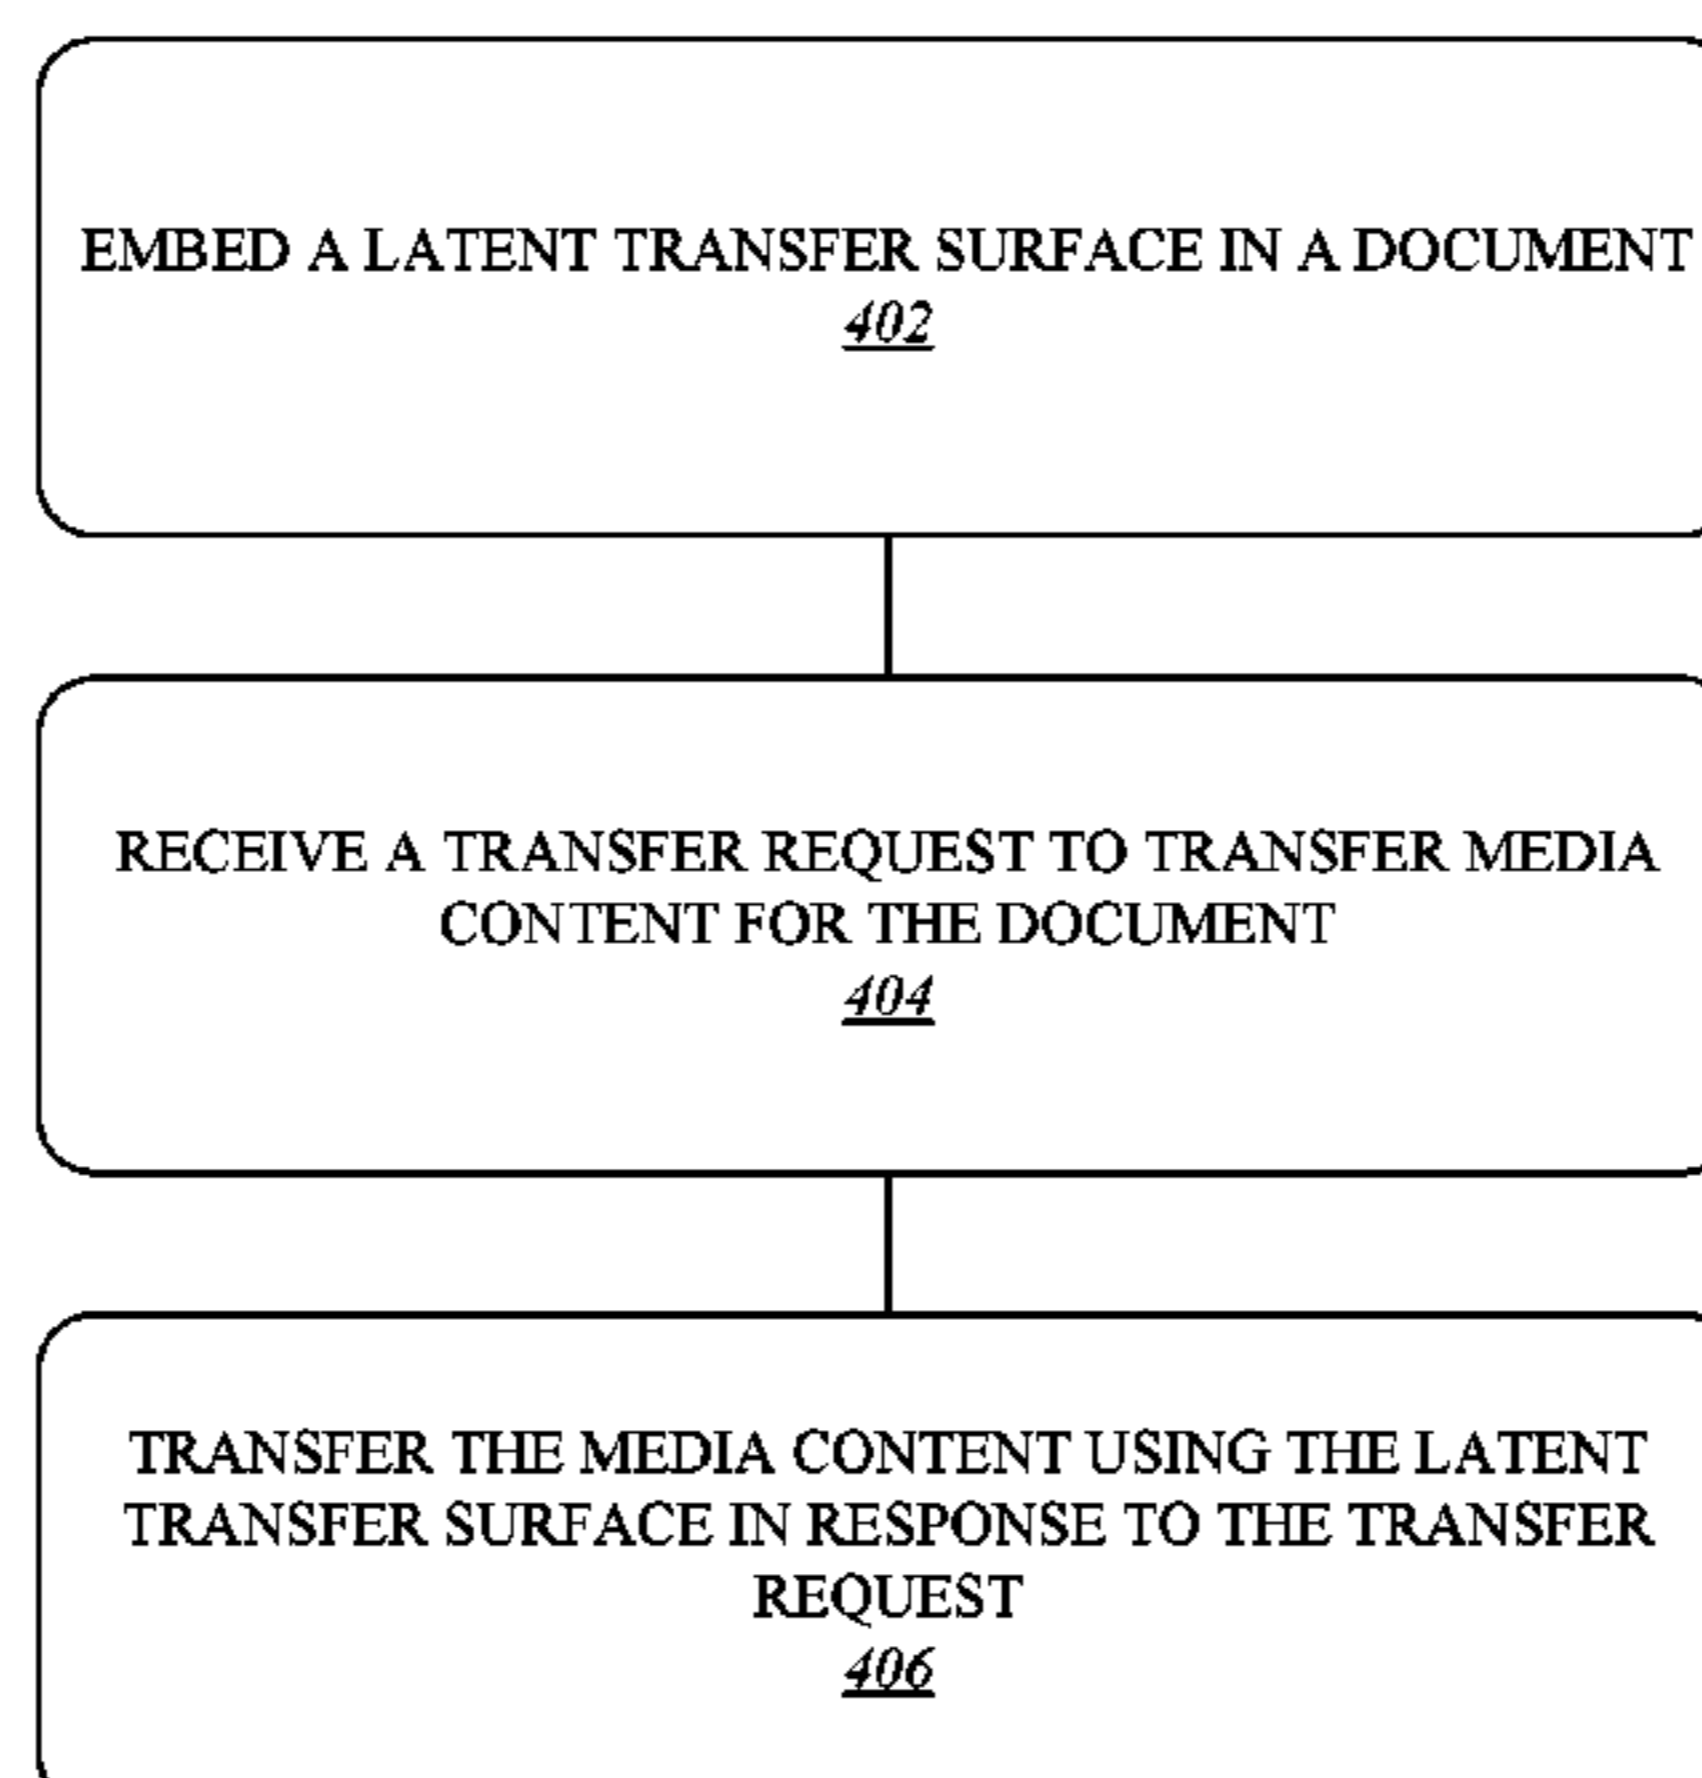 EMBED A LATENT TRANSFER SURFACE IN A DOCUMENT
402
RECEIVE A TRANSFER REQUEST TO TRANSFER MEDIA
CONTENT FOR THE DOCUMENT
404
TRANSFER THE MEDIA CONTENT USING THE LATENT
TRANSFER SURFACE IN RESPONSE TO THE TRANSFER
REQUEST
406